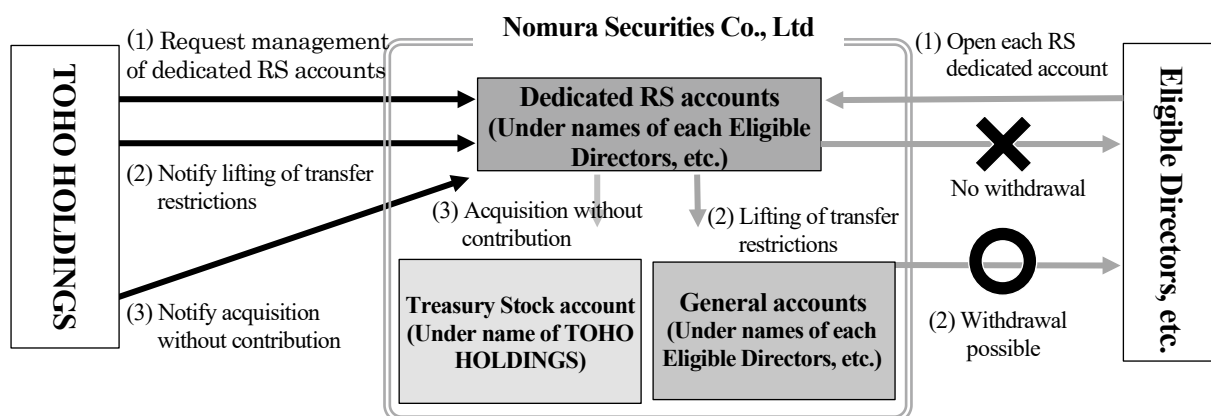 Nomura Securities Co., Ltd
TOHO HOLDINGS
(1) Request management
of dedicated RS accounts
(2) Notify lifting of transfer
restrictions
(3) Notify acquisition
without contribution
Dedicated RS accounts
(Under names of each Eligible
Directors, etc.)
(3) Acquisition without
contribution
(2) Lifting of transfer
restrictions
Treasury Stock account
(Under name of TOHO
HOLDINGS)
General accounts
(Under names of each
Eligible Directors, etc.)
(1) Open each RS
dedicated account
No withdrawal
(2) Withdrawal
possible
Eligible Directors, etc.